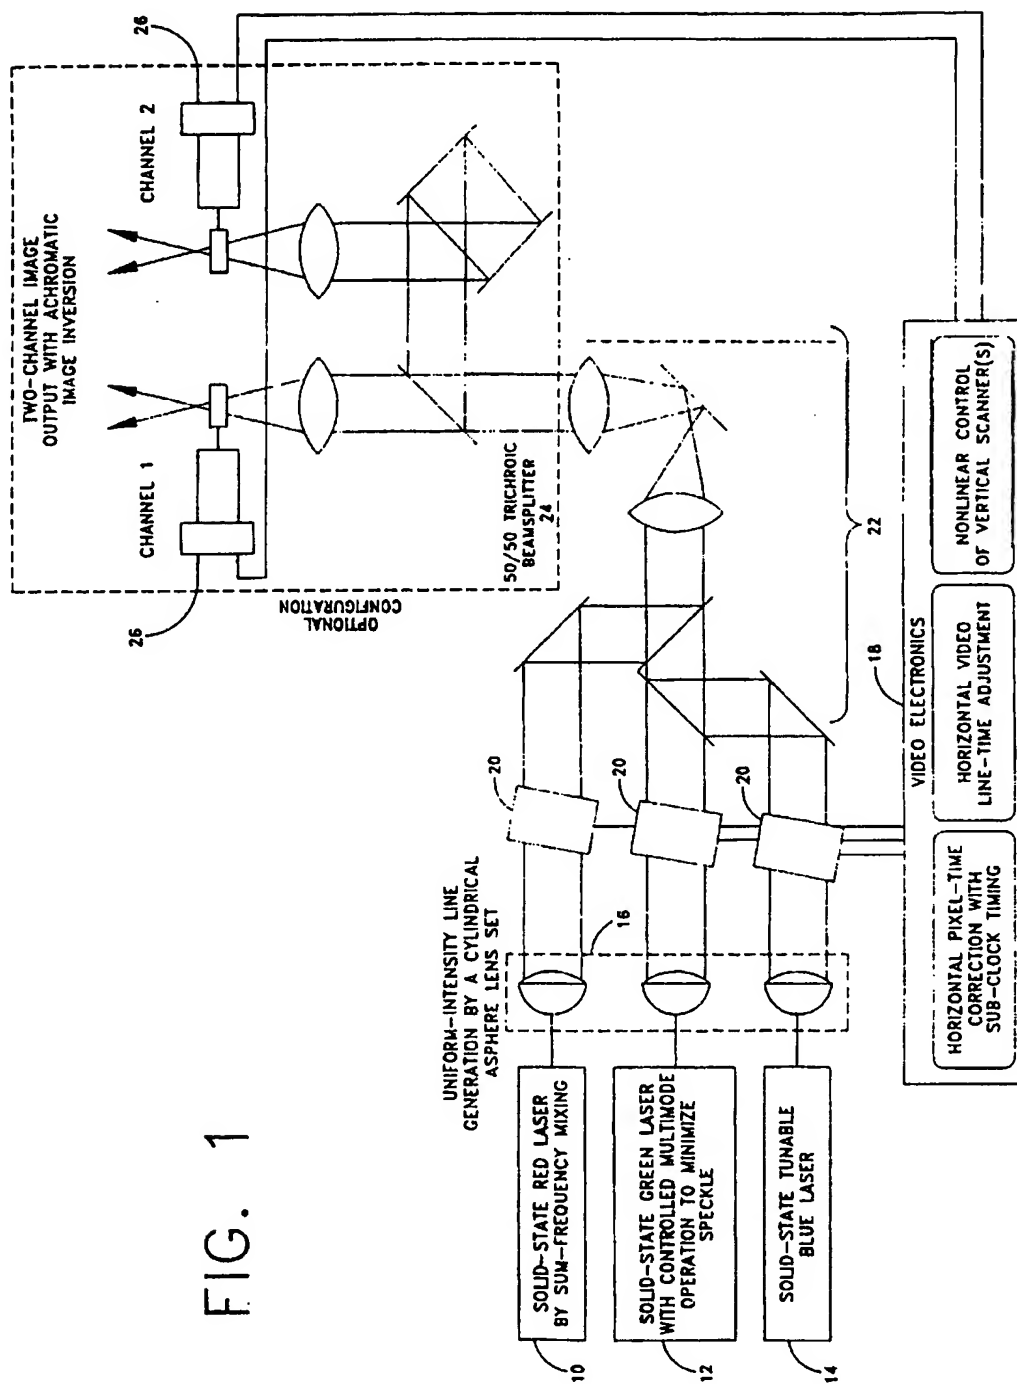 FIG. 1
TWO-CHANNEL IMAGE
OUTPUT WITH ACHROMATIC
IMAGE INVERSION
26
CHANNEL 1
CHANNEL 2
26
OPTIONAL
CONFIGURATION
50/50 TRICHROIC
BEAMSPLITTER
24
UNIFORM-INTENSITY LINE
GENERATION BY A CYLINDRICAL
ASPHERE LENS SET
16
20
20
20
22
SOLID-STATE RED LASER
BY SUM-FREQUENCY MIXING
10
SOLID-STATE GREEN LASER
WITH CONTROLLED MULTIMODE
OPERATION TO MINIMIZE
SPECKLE
12
SOLID-STATE TUNABLE
BLUE LASER
14
VIDEO ELECTRONICS
18
HORIZONTAL PIXEL-TIME
CORRECTION WITH
SUB-CLOCK TIMING
HORIZONTAL VIDEO
LINE-TIME ADJUSTMENT
NONLINEAR CONTROL
OF VERTICAL SCANNER(S)